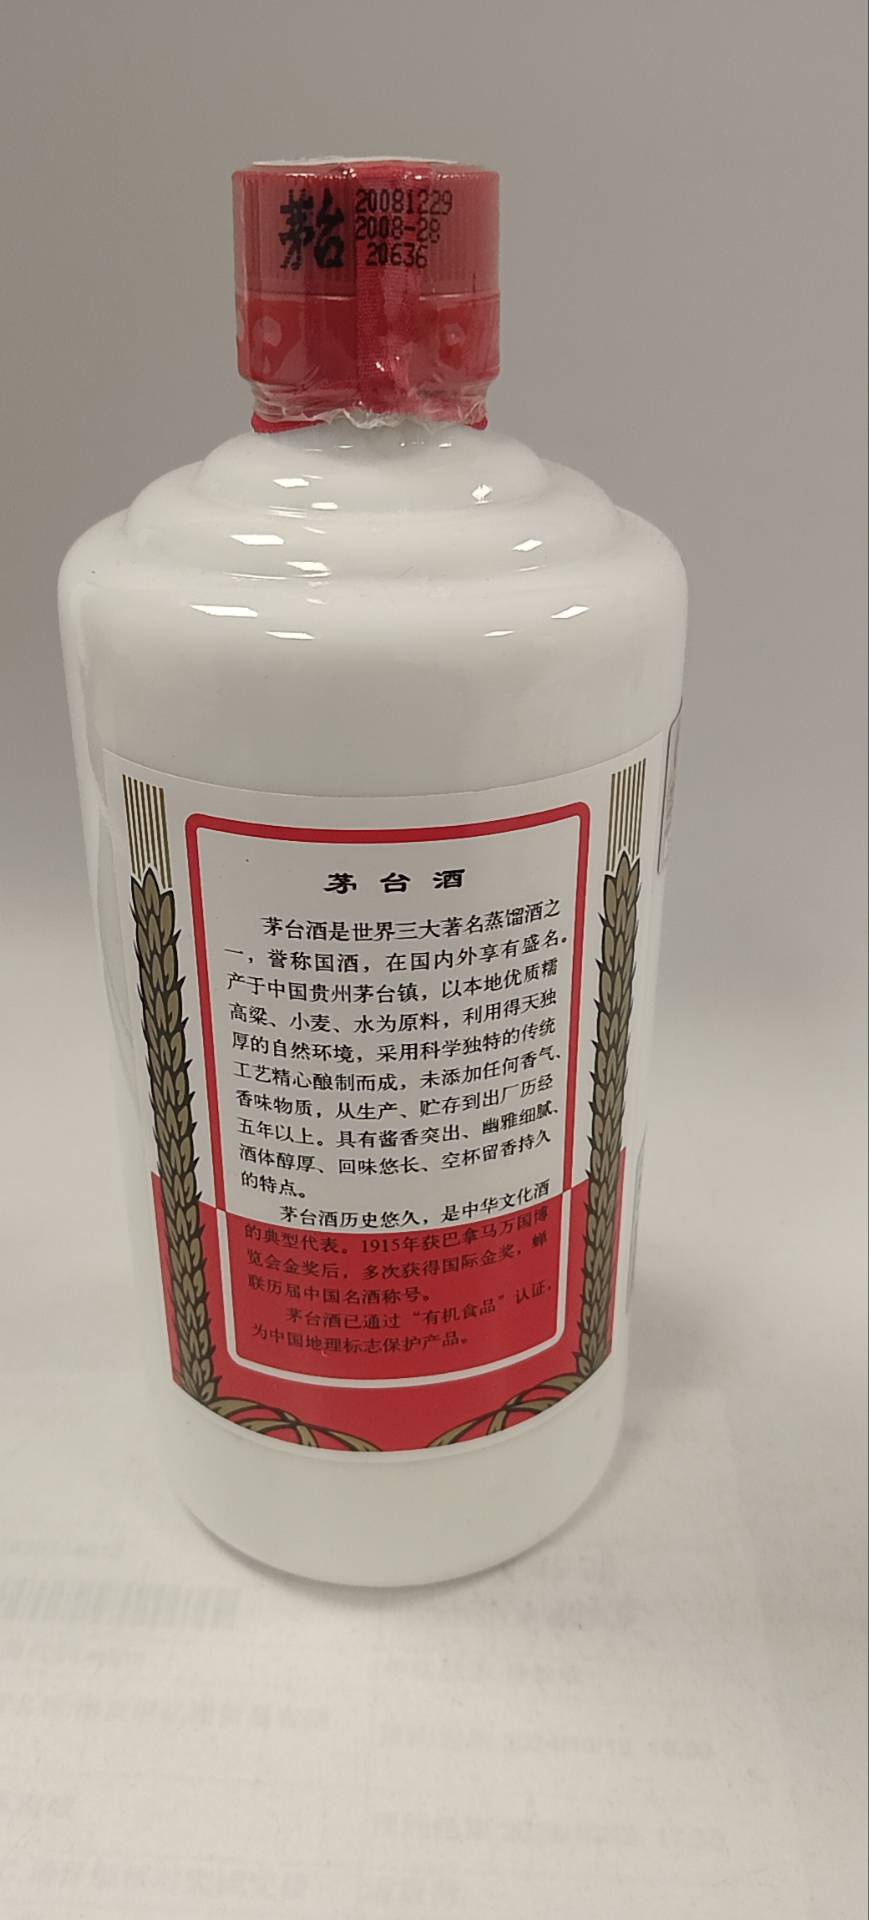 茅台
20081229
2008-28
20636
茅台酒
茅台酒是世界三大著名蒸馏酒之
一，誉称国酒，在国内外享有盛名。
产于中国贵州茅台镇，以本地优质糯
高粱、小麦、水为原料，利用得天独
厚的自然环境，采用科学独特的传统
工艺精心酿制而成，未添加任何香气、
香味物质，从生产、贮存到出厂历经
五年以上。具有酱香突出、幽雅细腻、
酒体醇厚、回味悠长、空杯留香持久
的特点。
茅台酒历史悠久，是中华文化酒
的典型代表。1915年获巴拿马万国博
览会金奖后，多次获得国际金奖，蝉
联历届中国名酒称号。
茅台酒已通过“有机食品”认证，
为中国地理标志保护产品。